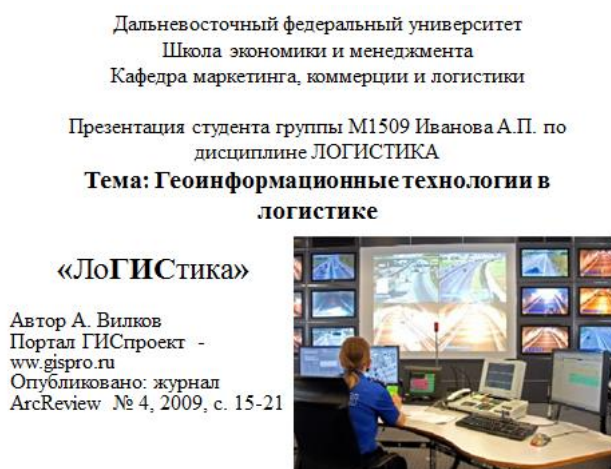 Дальневосточный федеральный университет
Школа экономики и менеджмента
Кафедра маркетинга, коммерции и логистики
Презентация студента группы М1509 Иванова А.П. по
дисциплине ЛОГИСТИКА
Тема: Геоинформационные технологии в
логистике
«ЛоГИСтика»
Автор А. Вилков
Портал ГИСпроект -
ww.gispro.ru
Опубликовано: журнал
ArcReview № 4, 2009, с. 15-21